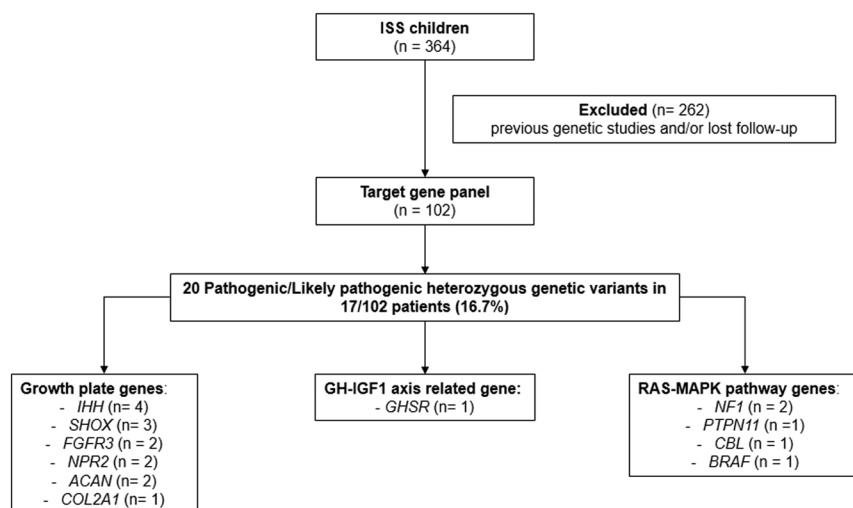 ISS children
(n = 364)
Excluded (n= 262)
previous genetic studies and/or lost follow-up
Target gene panel
(n = 102)
20 Pathogenic/Likely pathogenic heterozygous genetic variants in
17/102 patients (16.7%)
Growth plate genes:
- IHH (n= 4)
- SHOX (n= 3)
- FGFR3 (n = 2)
- NPR2 (n = 2)
- ACAN (n= 2)
- COL2A1 (n= 1)
GH-IGF1 axis related gene:
- GHSR (n= 1)
RAS-MAPK pathway genes:
- NF1 (n = 2)
- PTPN11 (n =1)
- CBL (n = 1)
- BRAF (n = 1)